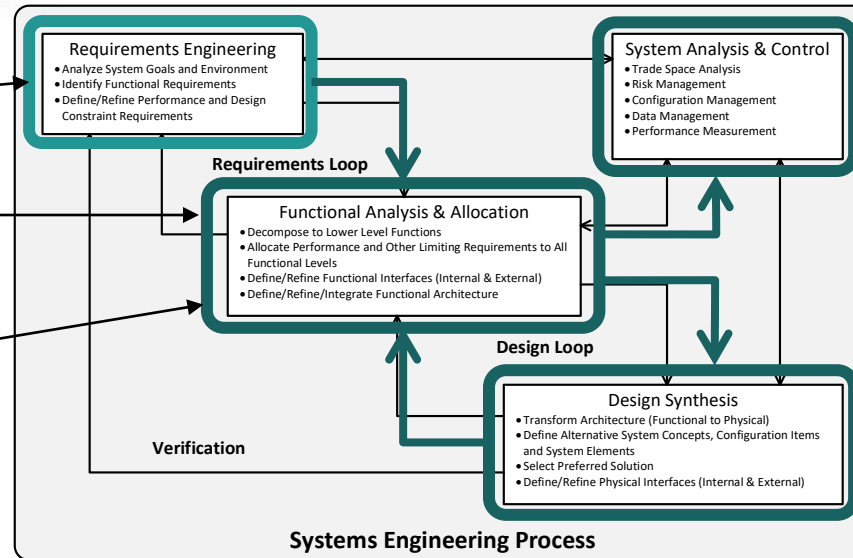 Requirements Engineering
•Analyze System Goals and Environment
•Identify Functional Requirements
•Define/Refine Performance and Design
Constraint Requirements
System Analysis & Control
•Trade Space Analysis
•Risk Management
•Configuration Management
•Data Management
•Performance Measurement
Requirements Loop
Functional Analysis & Allocation
•Decompose to Lower Level Functions
•Allocate Performance and Other Limiting Requirements to All
Functional Levels
•Define/Refine Functional Interfaces (Internal & External)
•Define/Refine/Integrate Functional Architecture
Design Loop
Design Synthesis
•Transform Architecture (Functional to Physical)
•Define Alternative System Concepts, Configuration Items
and System Elements
•Select Preferred Solution
•Define/Refine Physical Interfaces (Internal & External)
Verification
Systems Engineering Process